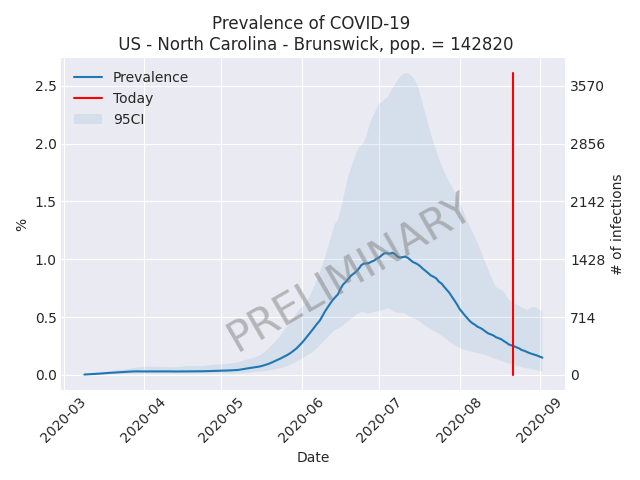 Prevalence of COVID-19
US - North Carolina - Brunswick, pop. = 142820
Prevalence
Today
95CI
PRELIMINARY
%
2.5
2.0
1.5
1.0
0.5
0.0
3570
2856
2142
1428
714
0
# of infections
2020-03
2020-04
2020-05
2020-06
2020-07
2020-08
2020-09
Date